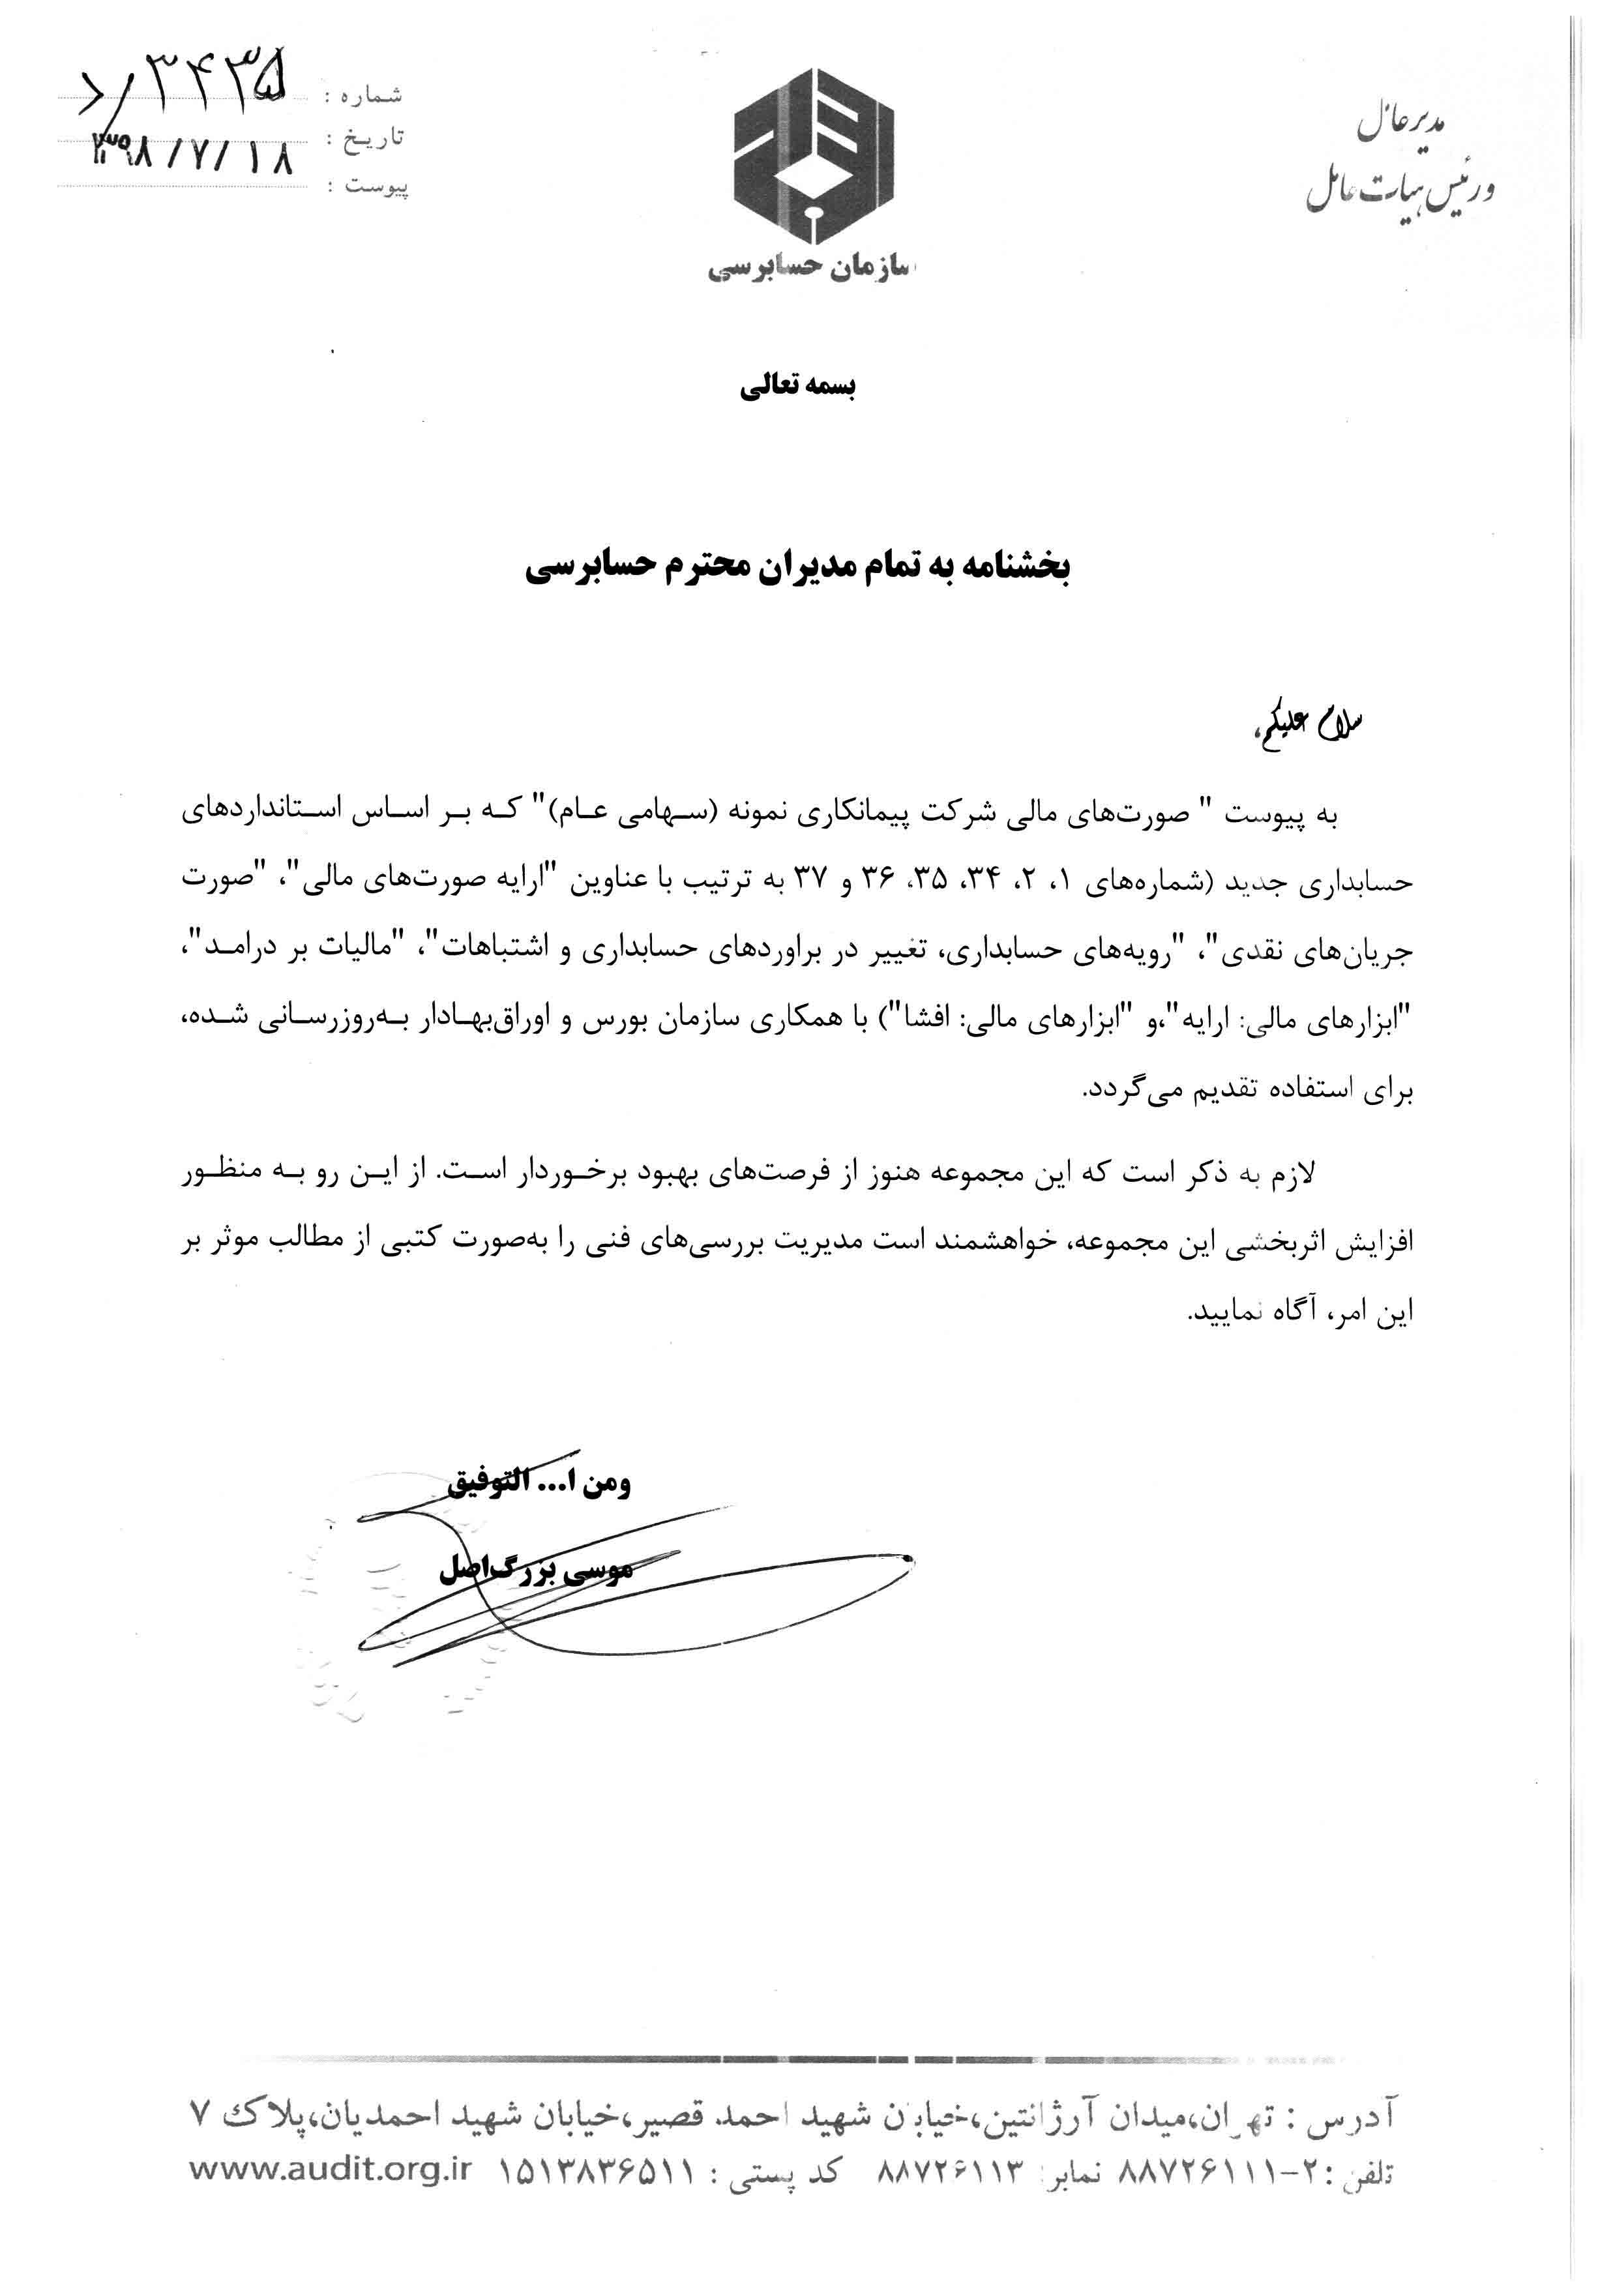 مدیر عامل
و رئیس هیات عامل
سازمان حسابرسی
شماره : ۳۴۳۵
تاریخ : ۱۳۹۸/۷/۱۸
پیوست :
بسمه تعالی
بخشنامه به تمام مدیران محترم حسابرسی
سلام علیکم،
به پیوست " صورت‌های مالی شرکت پیمانکاری نمونه (سهامی عام)" که بر اساس استانداردهای
حسابداری جدید (شماره‌های ۱، ۲، ۳۴، ۳۵، ۳۶ و ۳۷ به ترتیب با عناوین "ارایه صورت‌های مالی"، "صورت
جریان‌های نقدی"، "رویه‌های حسابداری، تغییر در براوردهای حسابداری و اشتباهات"، "مالیات بر درامد"،
"ابزارهای مالی: ارایه"،و "ابزارهای مالی: افشا") با همکاری سازمان بورس و اوراق‌بهادار به‌روزرسانی شده،
برای استفاده تقدیم می‌گردد.
لازم به ذکر است که این مجموعه هنوز از فرصت‌های بهبود برخوردار است. از این رو به منظور
افزایش اثربخشی این مجموعه، خواهشمند است مدیریت بررسی‌های فنی را به‌صورت کتبی از مطالب موثر بر
این امر، آگاه نمایید.
ومن ا... التوفیق
موسی بزرگ‌اصل
آدرس : تهران،میدان آرژانتین،خیابان شهید احمد قصیر،خیابان شهید احمدیان،پلاک ۷
تلفن :۲-۸۸۷۲۶۱۱۱ نمابر: ۸۸۷۲۶۱۱۳ کد پستی : ۱۵۱۳۸۳۶۵۱۱ www.audit.org.ir